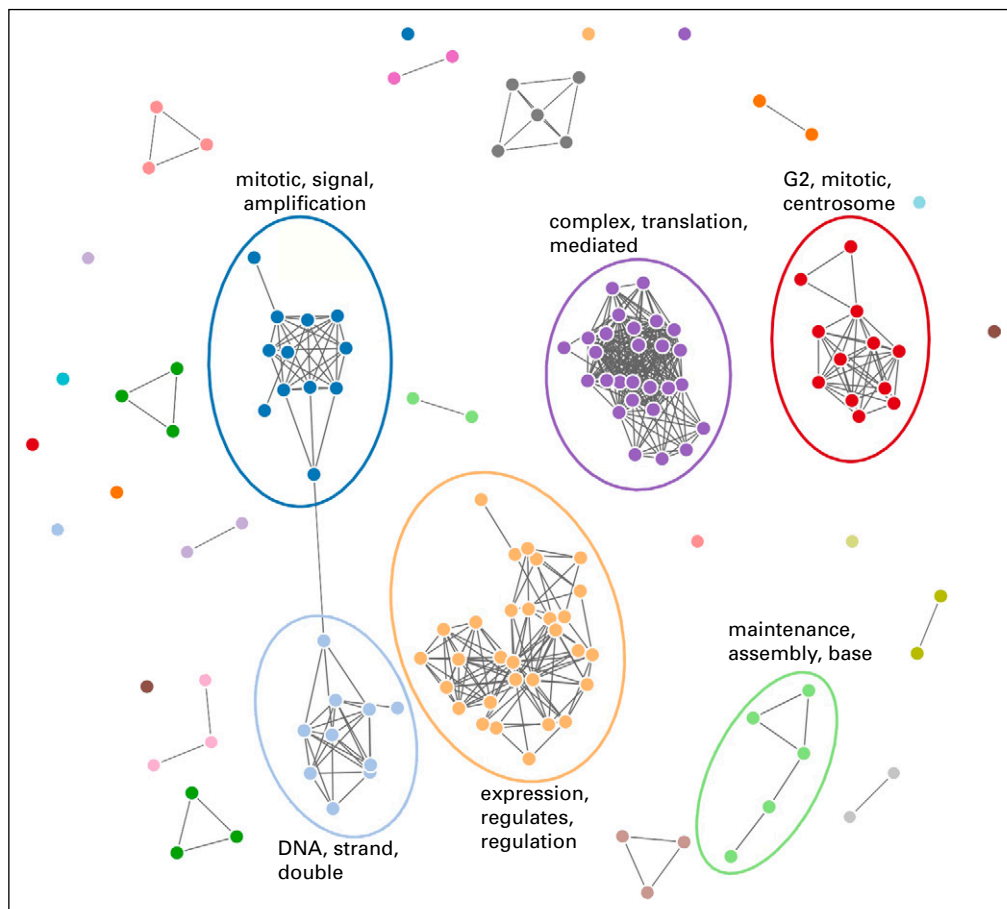 mitotic, signal,
amplification
complex, translation,
mediated
G2, mitotic,
centrosome
maintenance,
assembly, base
expression,
regulates,
regulation
DNA, strand,
double